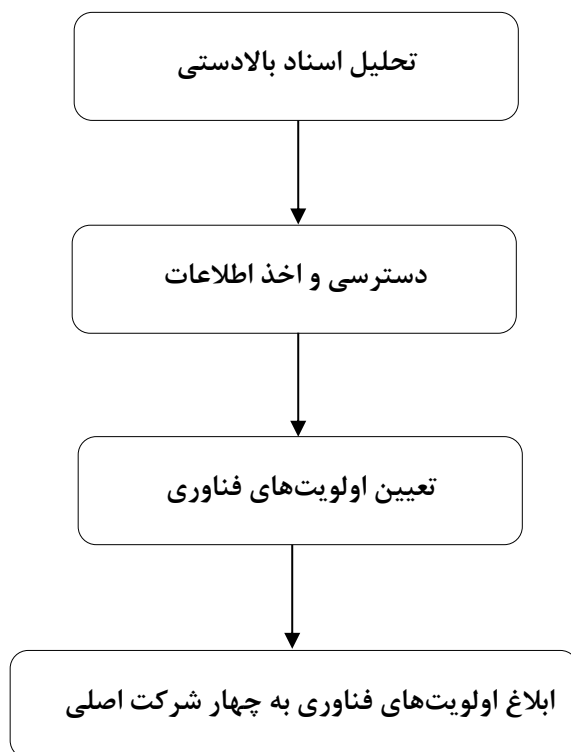 تحلیل اسناد بالادستی
دسترسی و اخذ اطلاعات
تعیین اولویت‌های فناوری
ابلاغ اولویت‌های فناوری به چهار شرکت اصلی